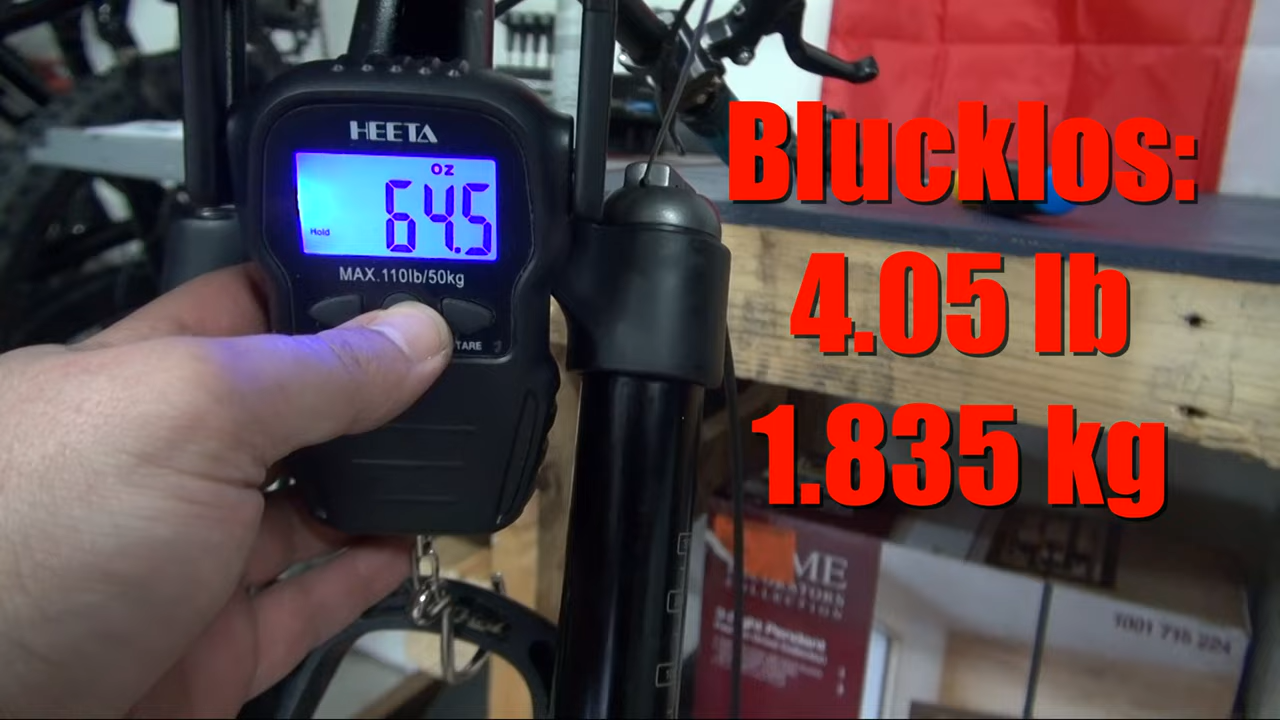 HEETA
oz
Hold
64.5
MAX.110lb/50kg
TARE
Blucklos:
4.05 lb
1.835 kg
COLLECTION
1001 715 224